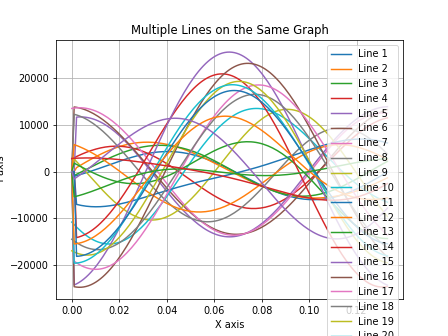 Multiple Lines on the Same Graph
20000
10000
0
−10000
−20000
0.00
0.02
0.04
0.06
0.08
0.10
X axis
Line 1
Line 2
Line 3
Line 4
Line 5
Line 6
Line 7
Line 8
Line 9
Line 10
Line 11
Line 12
Line 13
Line 14
Line 15
Line 16
Line 17
Line 18
Line 19
Line 20